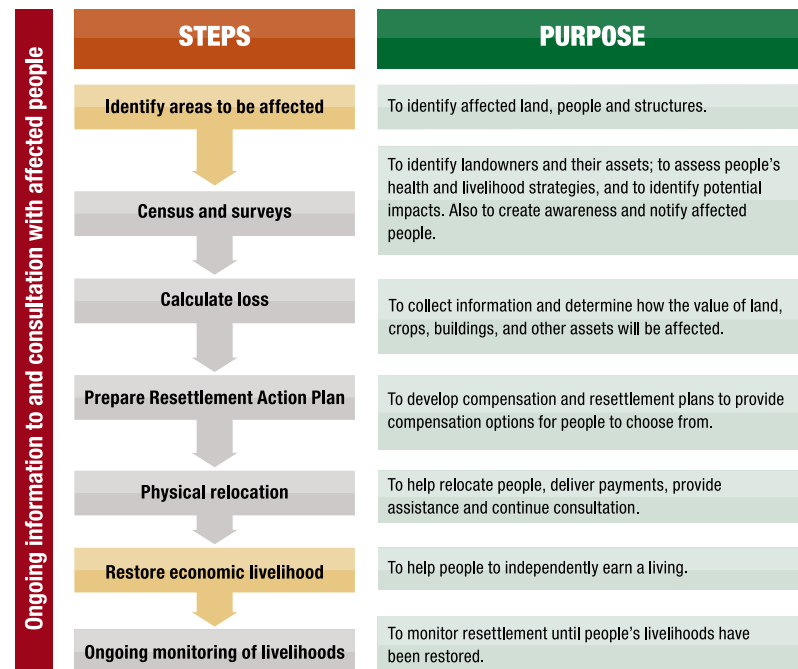 Ongoing information to and consultation with affected people
STEPS
PURPOSE
Identify areas to be affected
To identify affected land, people and structures.
Census and surveys
To identify landowners and their assets; to assess people’s
health and livelihood strategies, and to identify potential
impacts. Also to create awareness and notify affected
people.
Calculate loss
To collect information and determine how the value of land,
crops, buildings, and other assets will be affected.
Prepare Resettlement Action Plan
To develop compensation and resettlement plans to provide
compensation options for people to choose from.
Physical relocation
To help relocate people, deliver payments, provide
assistance and continue consultation.
Restore economic livelihood
To help people to independently earn a living.
Ongoing monitoring of livelihoods
To monitor resettlement until people’s livelihoods have
been restored.